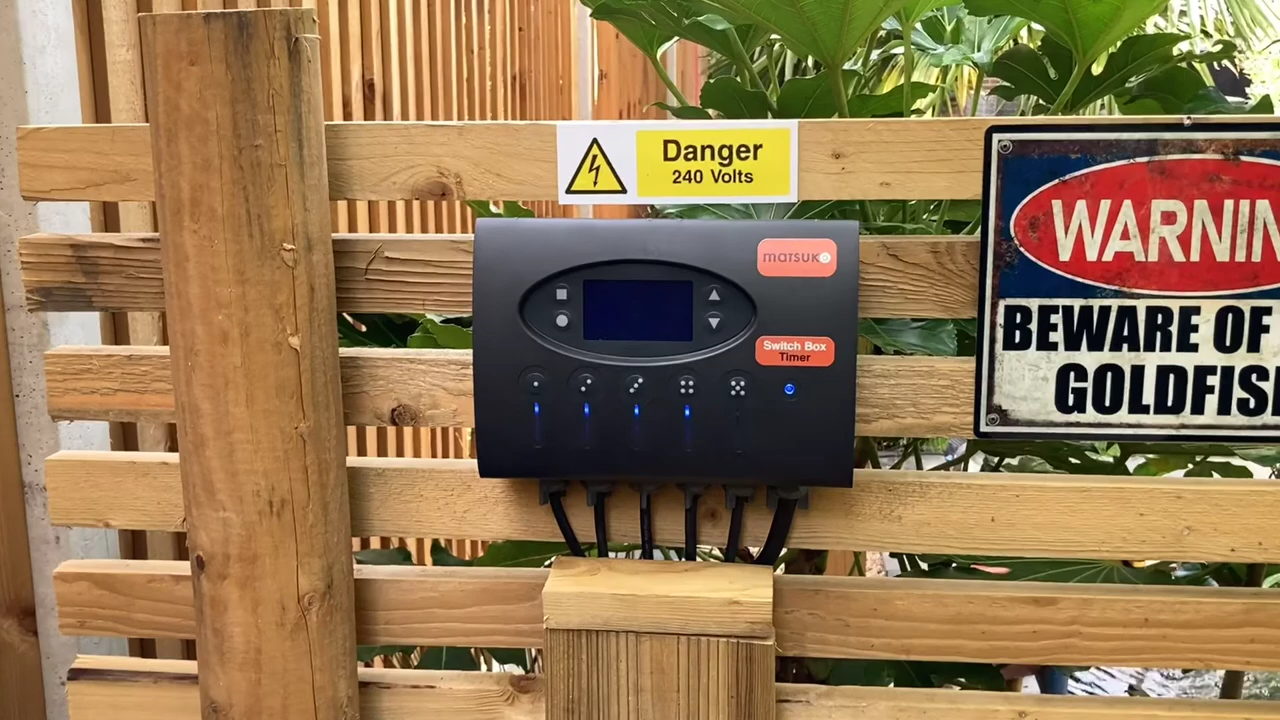 Danger
240 Volts
matsuko
Switch Box
Timer
WARNIN
BEWARE OF
GOLDFIS